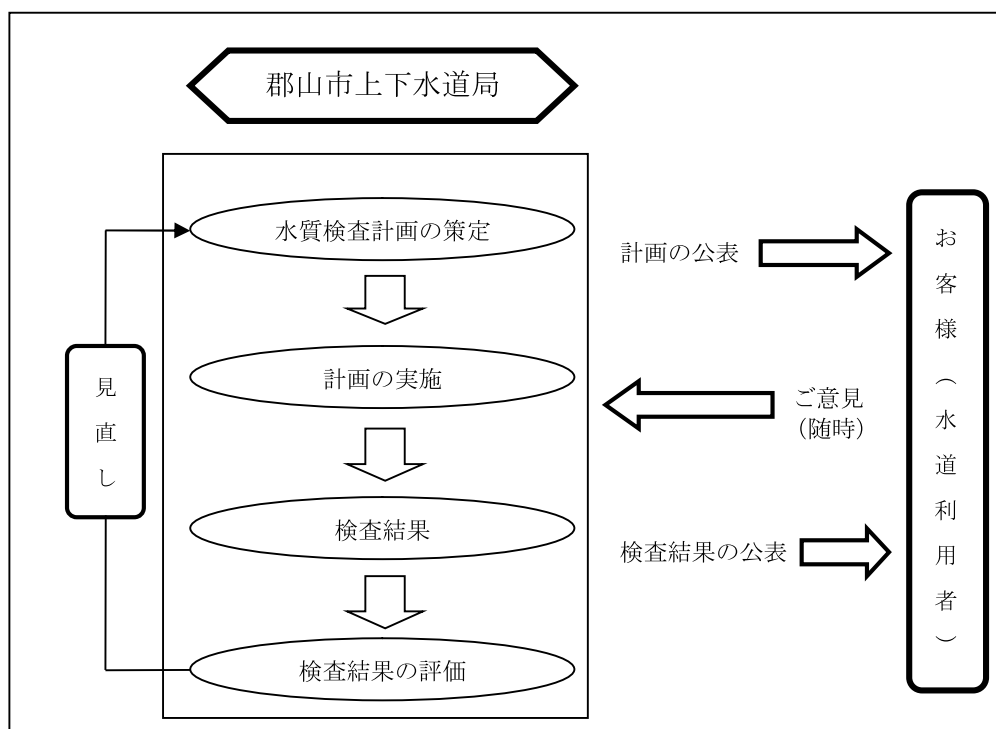 郡山市上下水道局
水質検査計画の策定
計画の実施
検査結果
検査結果の評価
見直し
計画の公表
ご意見
（随時）
検査結果の公表
お客様（水道利用者）